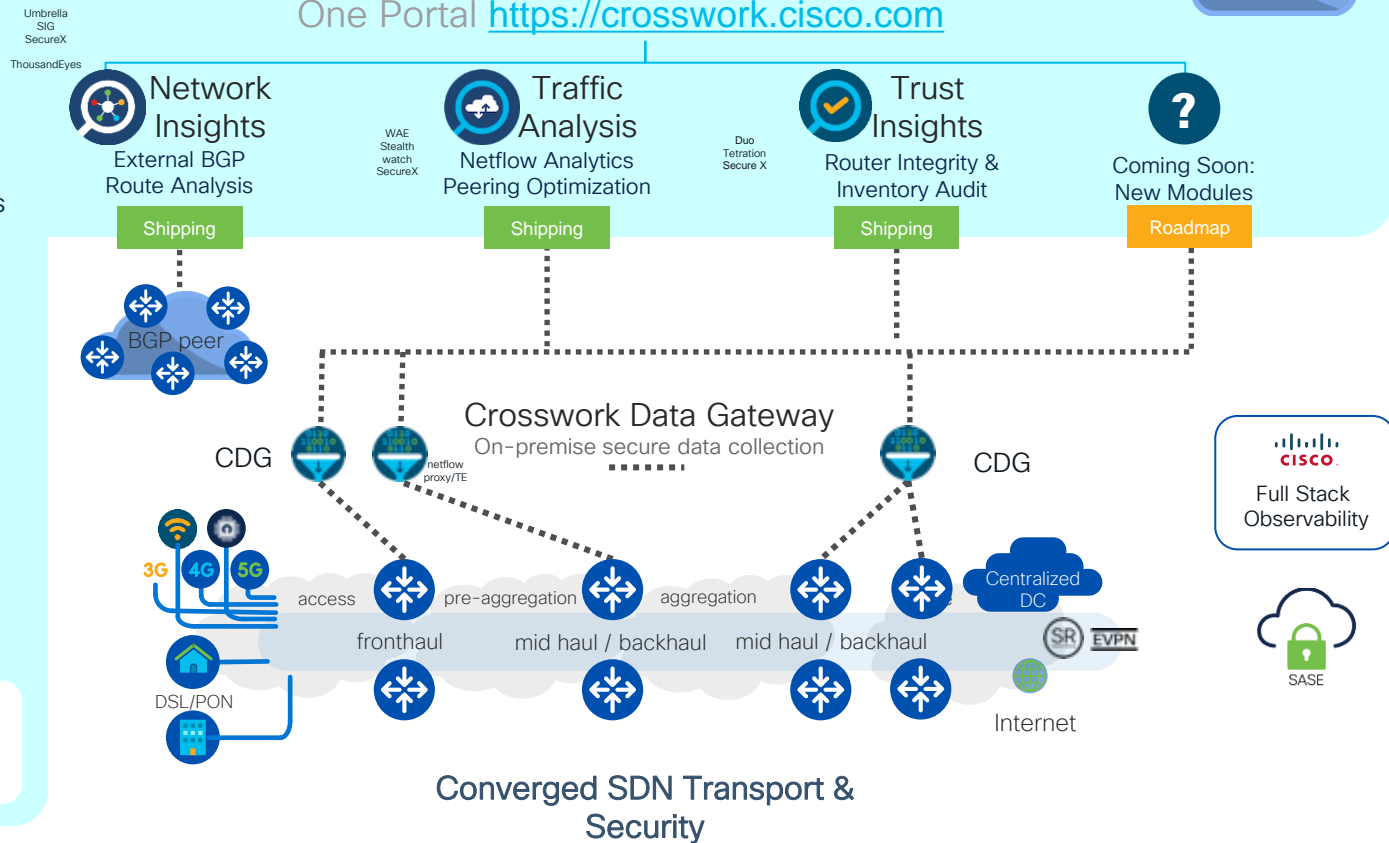 Umbrella
SIG
SecureX
ThousandEyes
One Portal https://crosswork.cisco.com
Network
Insights
External BGP
Route Analysis
Shipping
WAE
Stealth
watch
SecureX
Traffic
Analysis
Netflow Analytics
Peering Optimization
Shipping
Duo
Tetration
Secure X
Trust
Insights
Router Integrity &
Inventory Audit
Shipping
?
Coming Soon:
New Modules
Roadmap
s
BGP peer
Crosswork Data Gateway
On-premise secure data collection
CDG
netflow
proxy/TE
CDG
CISCO
Full Stack
Observability
3G
4G
5G
access
pre-aggregation
aggregation
Centralized
DC
fronthaul
mid haul / backhaul
mid haul / backhaul
SR
EVPN
DSL/PON
Internet
SASE
Converged SDN Transport &
Security